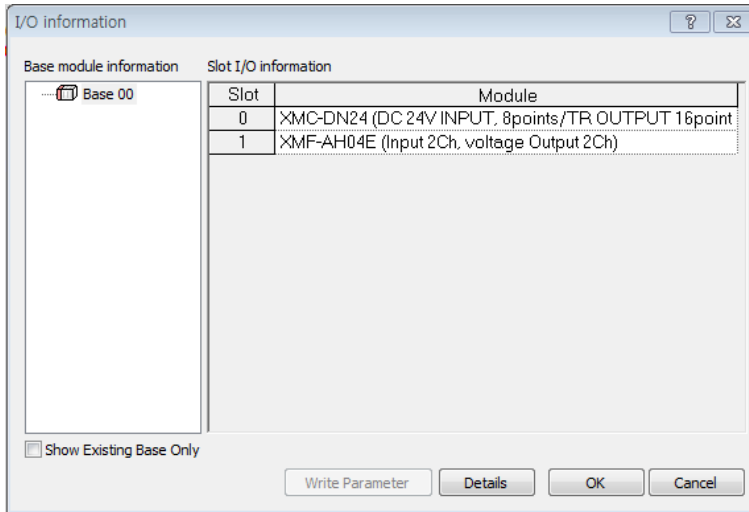 I/O information
Base module information
Slot I/O information
Base 00
Slot Module
0 XMC-DN24 (DC 24V INPUT, 8points/TR OUTPUT 16point
1 XMF-AH04E (Input 2Ch, voltage Output 2Ch)
Show Existing Base Only
Write Parameter Details OK Cancel